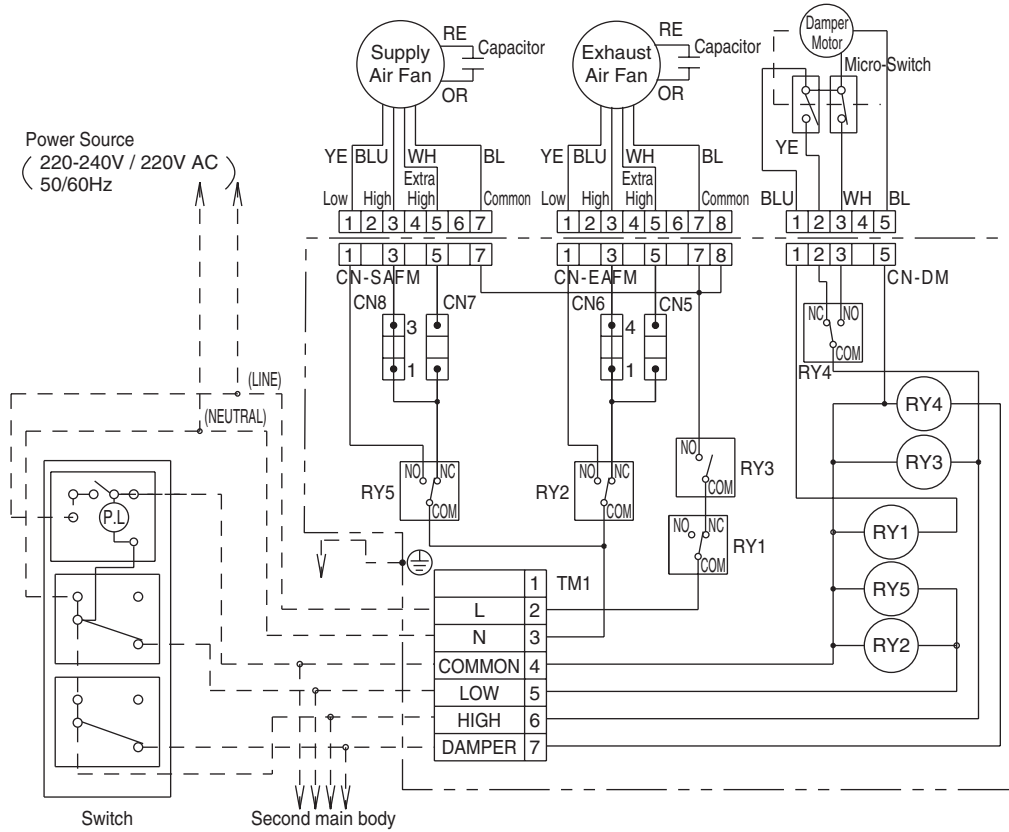 Supply
Air Fan
RE
Capacitor
OR
Exhaust
Air Fan
RE
Capacitor
OR
Damper
Motor
Micro-Switch
Power Source
220-240V / 220V AC
50/60Hz
YE BLU WH BL
Extra
Low High High Common
1 2 3 4 5 6 7
1 3 5 7
CN-SAFM
CN8 CN7
3
1
YE BLU WH BL
Extra
Low High High Common
1 2 3 4 5 6 7 8
1 3 5 7 8
CN-EAFM
CN6 CN5
4
1
YE
BLU WH BL
1 2 3 4 5
1 2 3 5
CN-DM
NC NO
COM
RY4
(LINE)
(NEUTRAL)
NO NC
RY5
COM
NO NC
RY2
COM
NO
RY3
NO NC
RY1
COM
RY4
RY3
RY1
RY5
RY2
P.L
1 TM1
L 2
N 3
COMMON 4
LOW 5
HIGH 6
DAMPER 7
Switch
Second main body